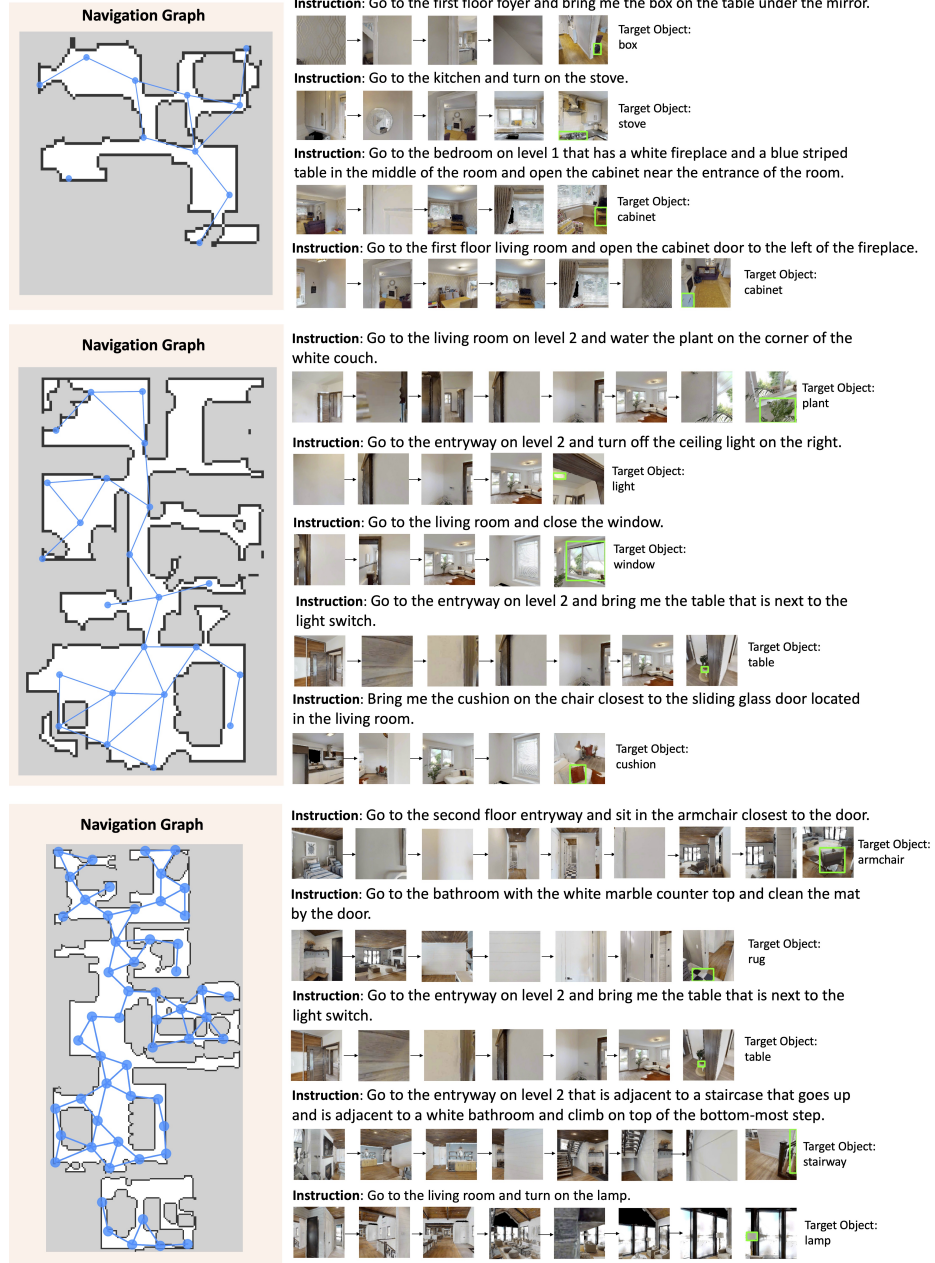 Navigation Graph
Instruction: Go to the first floor foyer and bring me the box on the table under the mirror.
Target Object:
box
Instruction: Go to the kitchen and turn on the stove.
Target Object:
stove
Instruction: Go to the bedroom on level 1 that has a white fireplace and a blue striped
table in the middle of the room and open the cabinet near the entrance of the room.
Target Object:
cabinet
Instruction: Go to the first floor living room and open the cabinet door to the left of the fireplace.
Target Object:
cabinet
Navigation Graph
Instruction: Go to the living room on level 2 and water the plant on the corner of the
white couch.
Target Object:
plant
Instruction: Go to the entryway on level 2 and turn off the ceiling light on the right.
Target Object:
light
Instruction: Go to the living room and close the window.
Target Object:
window
Instruction: Go to the entryway on level 2 and bring me the table that is next to the
light switch.
Target Object:
table
Instruction: Bring me the cushion on the chair closest to the sliding glass door located
in the living room.
Target Object:
cushion
Navigation Graph
Instruction: Go to the second floor entryway and sit in the armchair closest to the door.
Target Object:
armchair
Instruction: Go to the bathroom with the white marble counter top and clean the mat
by the door.
Target Object:
rug
Instruction: Go to the entryway on level 2 and bring me the table that is next to the
light switch.
Target Object:
table
Instruction: Go to the entryway on level 2 that is adjacent to a staircase that goes up
and is adjacent to a white bathroom and climb on top of the bottom-most step.
Target Object:
stairway
Instruction: Go to the living room and turn on the lamp.
Target Object:
lamp